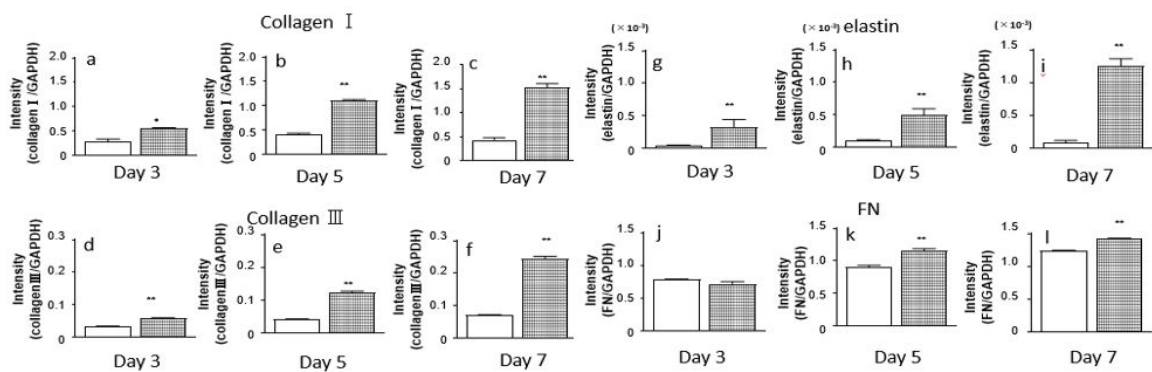 Collagen Ⅰ
a
Intensity
(collagen Ⅰ/GAPDH)
2.0
1.5
1.0
0.5
0
*
Day 3
b
Intensity
(collagen Ⅰ/GAPDH)
2.0
1.5
1.0
0.5
0
**
Day 5
c
Intensity
(collagen Ⅰ/GAPDH)
2.0
1.5
1.0
0.5
0
**
Day 7
elastin
(×10-3)
g
Intensity
(elastin/GAPDH)
1.5
1.0
0.5
0
**
Day 3
(×10-3)
h
Intensity
(elastin/GAPDH)
1.5
1.0
0.5
0
**
Day 5
(×10-3)
i
Intensity
(elastin/GAPDH)
1.5
1.0
0.5
0
**
Day 7
Collagen Ⅲ
d
Intensity
(collagenⅢ/GAPDH)
0.3
0.2
0.1
0
**
Day 3
e
Intensity
(collagenⅢ/GAPDH)
0.3
0.2
0.1
0
**
Day 5
f
Intensity
(collagenⅢ/GAPDH)
0.3
0.2
0.1
0
**
Day 7
FN
j
Intensity
(FN/GAPDH)
1.5
1.0
0.5
0
Day 3
k
Intensity
(FN/GAPDH)
1.5
1.0
0.5
0
**
Day 5
l
Intensity
(FN/GAPDH)
1.5
1.0
0.5
0
**
Day 7